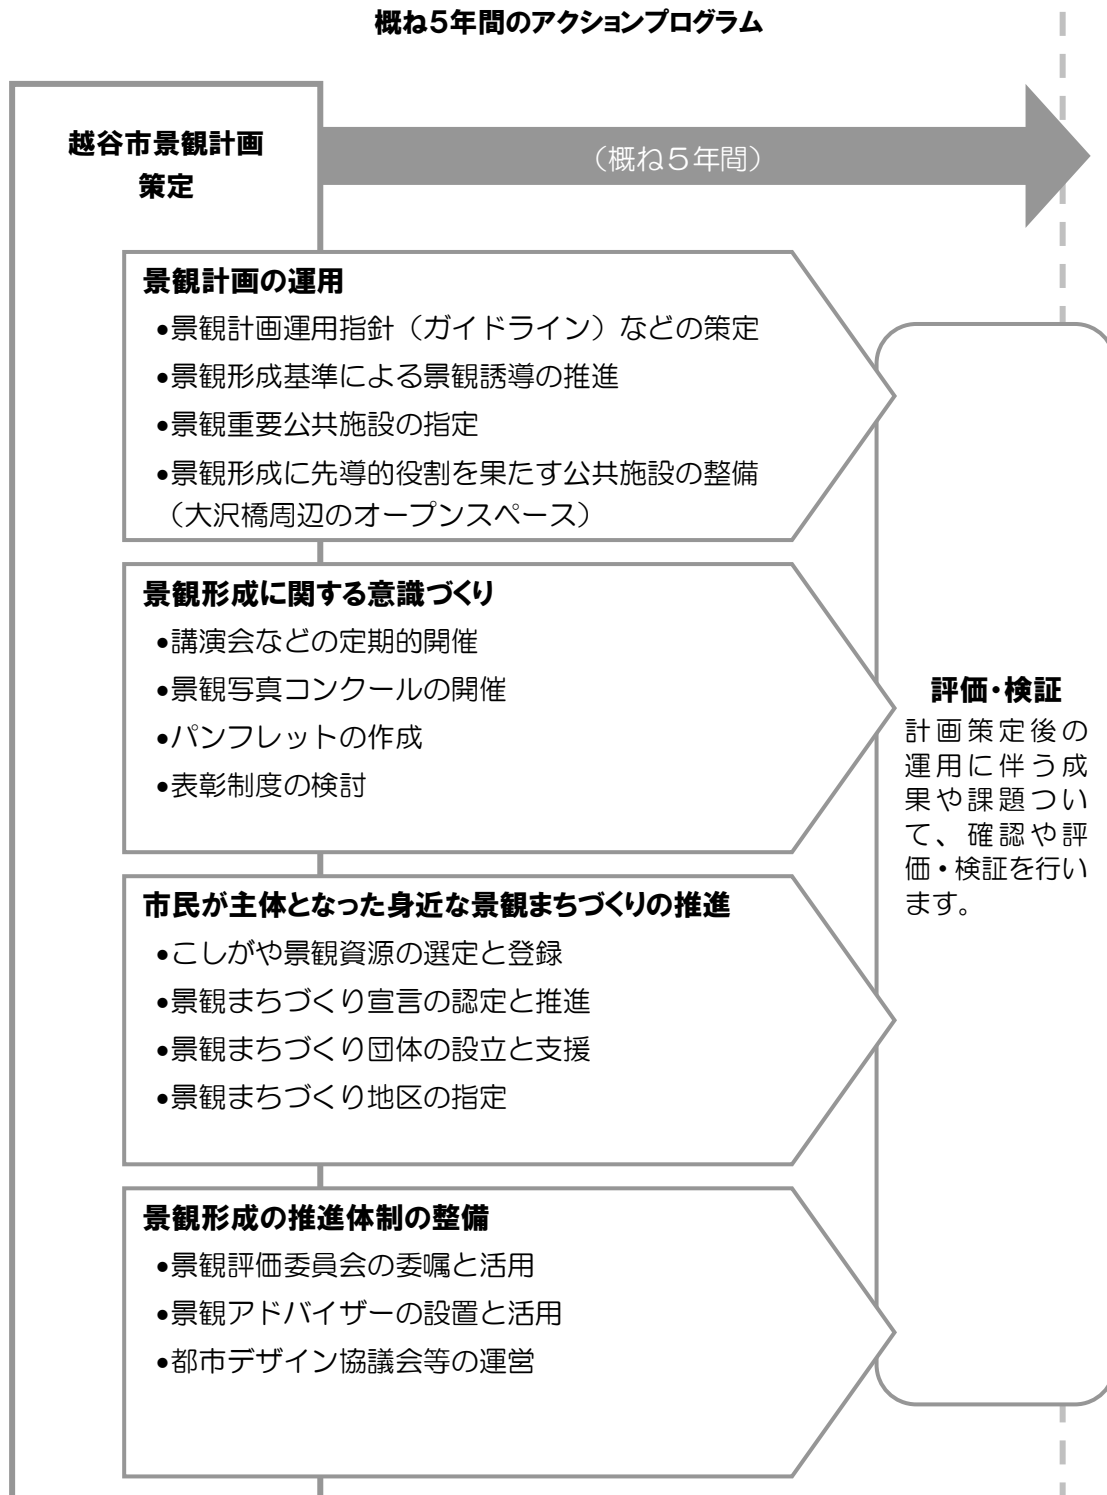 概ね5年間のアクションプログラム
越谷市景観計画
策定
（概ね５年間）
景観計画の運用
●景観計画運用指針（ガイドライン）などの策定
●景観形成基準による景観誘導の推進
●景観重要公共施設の指定
●景観形成に先導的役割を果たす公共施設の整備
（大沢橋周辺のオープンスペース）
景観形成に関する意識づくり
●講演会などの定期的開催
●景観写真コンクールの開催
●パンフレットの作成
●表彰制度の検討
市民が主体となった身近な景観まちづくりの推進
●こしがや景観資源の選定と登録
●景観まちづくり宣言の認定と推進
●景観まちづくり団体の設立と支援
●景観まちづくり地区の指定
景観形成の推進体制の整備
●景観評価委員会の委嘱と活用
●景観アドバイザーの設置と活用
●都市デザイン協議会等の運営
評価・検証
計画策定後の
運用に伴う成
果や課題つい
て、確認や評
価・検証を行い
ます。